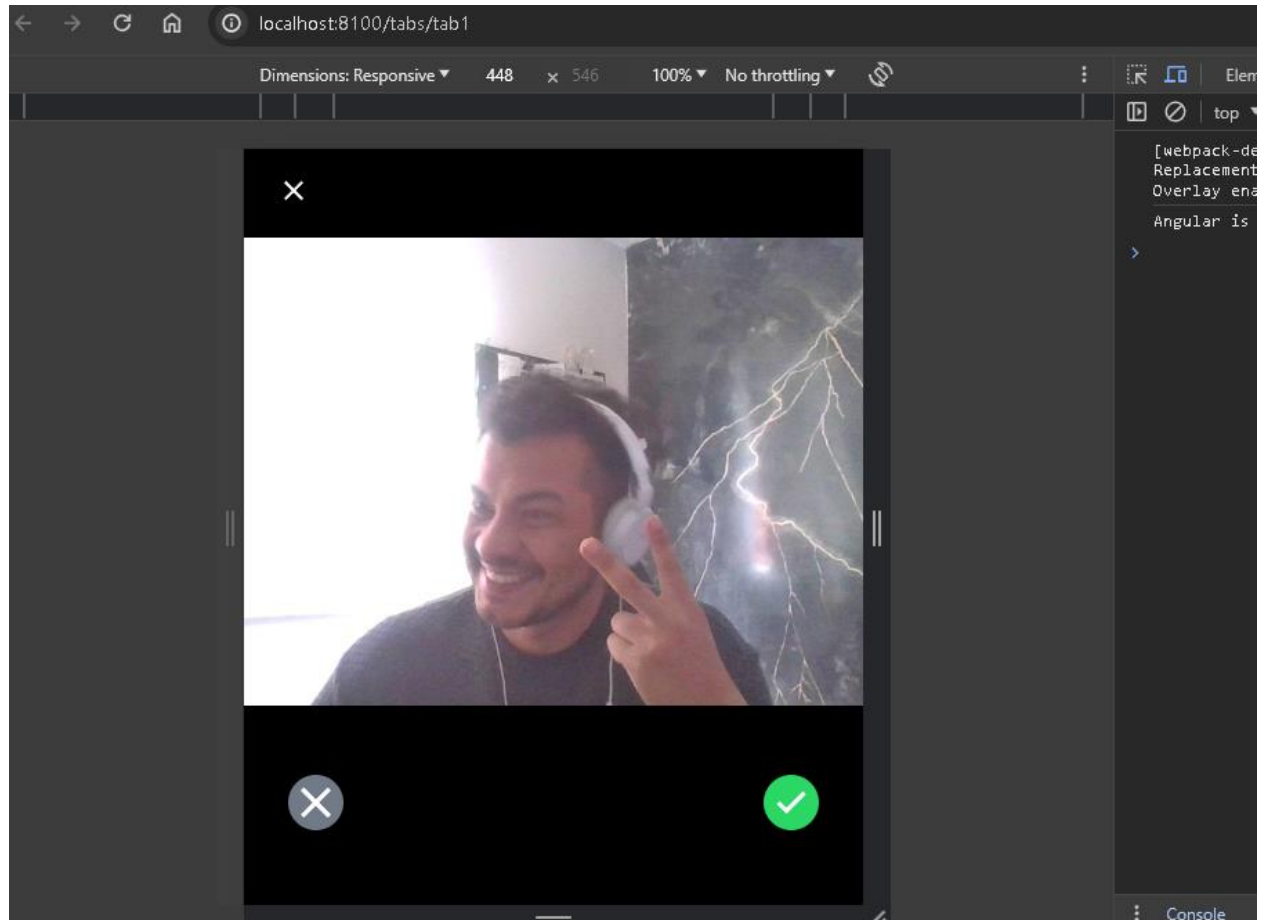 localhost:8100/tabs/tab1
Dimensions: Responsive 448 x 546 100% No throttling
Elem
top
[webpack-de
Replacement
Overlay ena
Angular is
Console